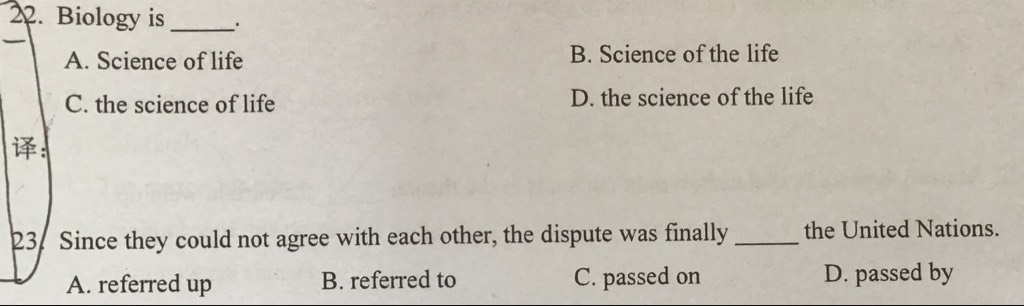 22. Biology is _____.
A. Science of life B. Science of the life
C. the science of life D. the science of the life
译:
23. Since they could not agree with each other, the dispute was finally _____ the United Nations.
A. referred up B. referred to C. passed on D. passed by